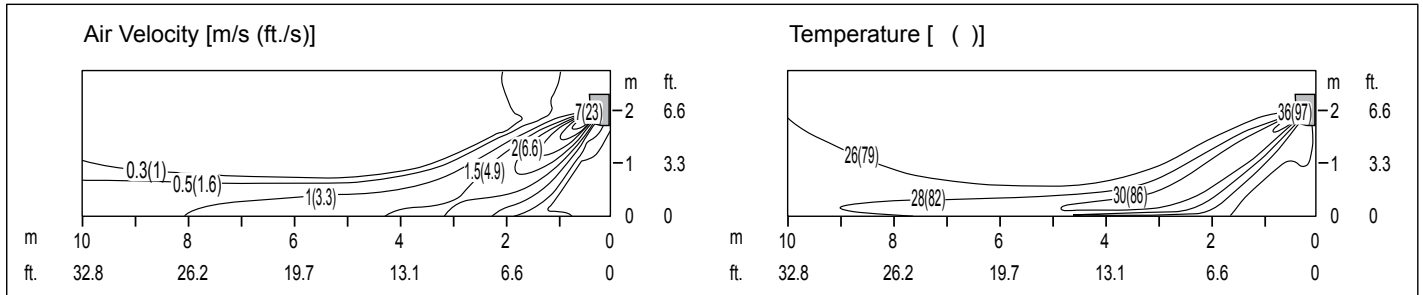 Air Velocity [m/s (ft./s)]
7(23)
2(6.6)
1.5(4.9)
0.3(1)
0.5(1.6)
1(3.3)
m ft.
2 6.6
1 3.3
0 0
m 10 8 6 4 2 0
ft. 32.8 26.2 19.7 13.1 6.6 0
Temperature [ ( )]
36(97)
26(79)
28(82)
30(86)
m ft.
2 6.6
1 3.3
0 0
m 10 8 6 4 2 0
ft. 32.8 26.2 19.7 13.1 6.6 0